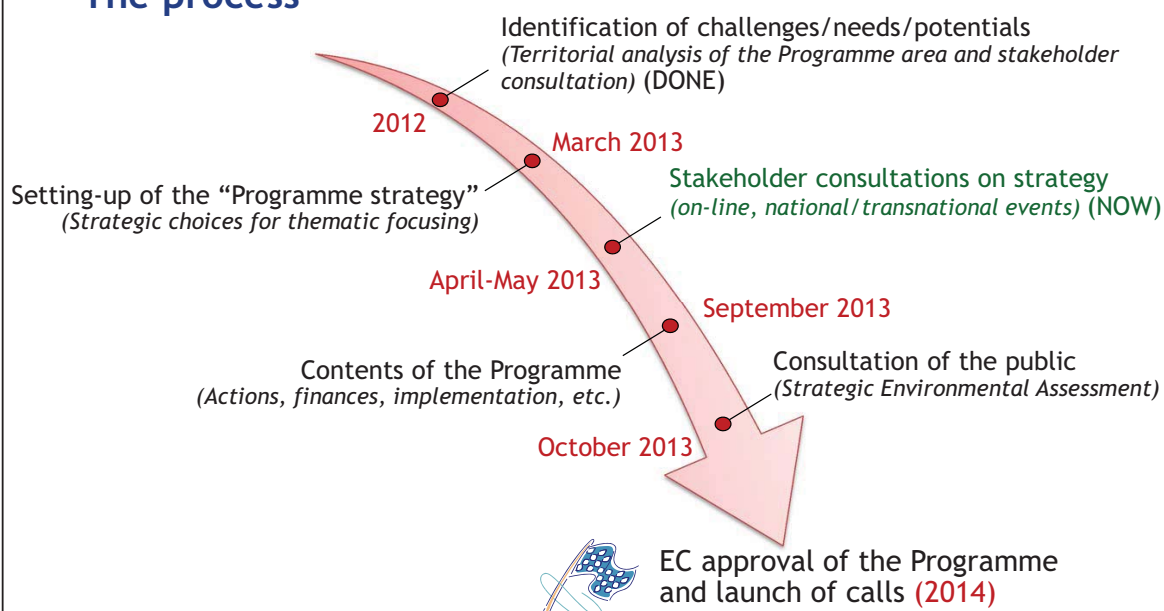 The process
Identification of challenges/needs/potentials
(Territorial analysis of the Programme area and stakeholder
consultation) (DONE)
2012
March 2013
Setting-up of the “Programme strategy”
(Strategic choices for thematic focusing)
Stakeholder consultations on strategy
(on-line, national/transnational events) (NOW)
April-May 2013
September 2013
Contents of the Programme
(Actions, finances, implementation, etc.)
Consultation of the public
(Strategic Environmental Assessment)
October 2013
EC approval of the Programme
and launch of calls (2014)